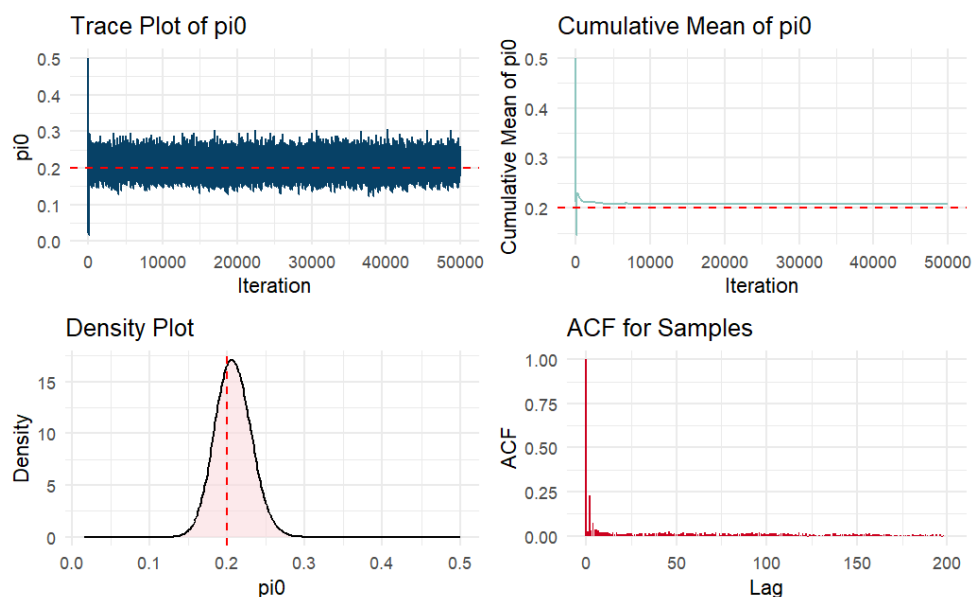 Trace Plot of pi0
0.5
0.4
0.3
0.2
0.1
0.0
pi0
0 10000 20000 30000 40000 50000
Iteration
Cumulative Mean of pi0
0.5
0.4
0.3
0.2
Cumulative Mean of pi0
0 10000 20000 30000 40000 50000
Iteration
Density Plot
15
10
5
0
Density
0.0 0.1 0.2 0.3 0.4 0.5
pi0
ACF for Samples
1.00
0.75
0.50
0.25
0.00
ACF
0 50 100 150 200
Lag